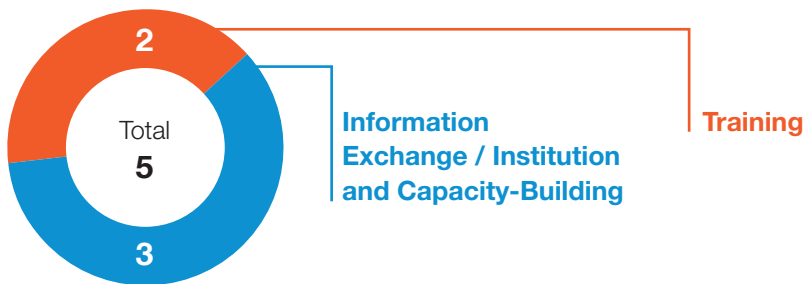 2
Total
5
3
Information
Exchange / Institution
and Capacity-Building
Training